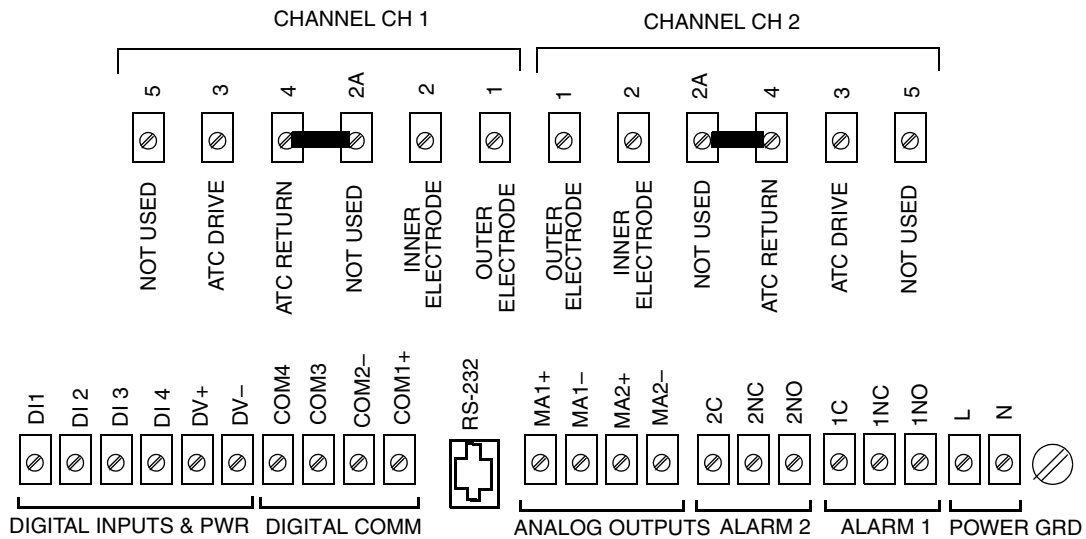 CHANNEL CH 1
CHANNEL CH 2
5 3 4 2A 2 1 1 2 2A 4 3 5
NOT USED
ATC DRIVE
ATC RETURN
NOT USED
INNER
ELECTRODE
OUTER
ELECTRODE
OUTER
ELECTRODE
INNER
ELECTRODE
NOT USED
ATC RETURN
ATC DRIVE
NOT USED
DI1 DI 2 DI 3 DI 4 DV+ DV– COM4 COM3 COM2– COM1+ RS-232 MA1+ MA1– MA2+ MA2– 2C 2NC 2NO 1C 1NC 1NO L N
DIGITAL INPUTS & PWR DIGITAL COMM ANALOG OUTPUTS ALARM 2 ALARM 1 POWER GRD